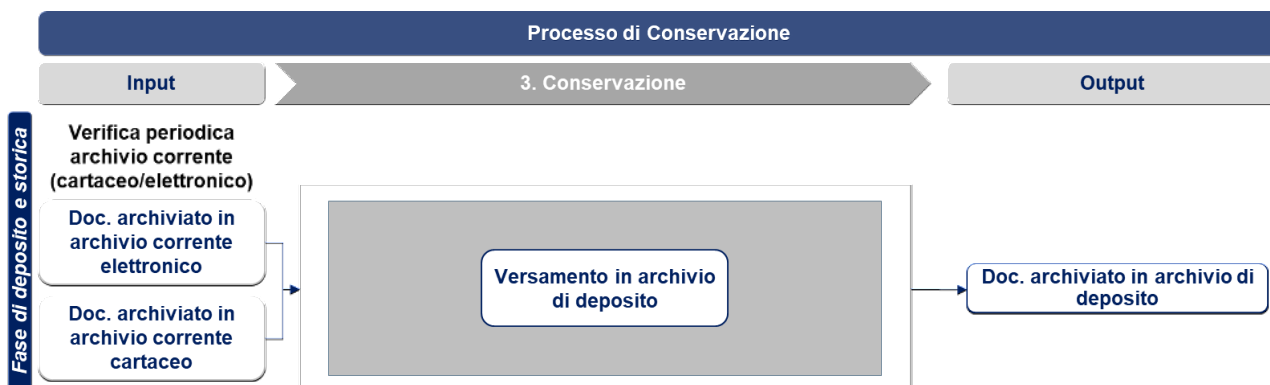 Processo di Conservazione
Input
3. Conservazione
Output
Fase di deposito e storica
Verifica periodica
archivio corrente
(cartaceo/elettronico)
Doc. archiviato in
archivio corrente
elettronico
Doc. archiviato in
archivio corrente
cartaceo
Versamento in archivio
di deposito
Doc. archiviato in archivio di
deposito